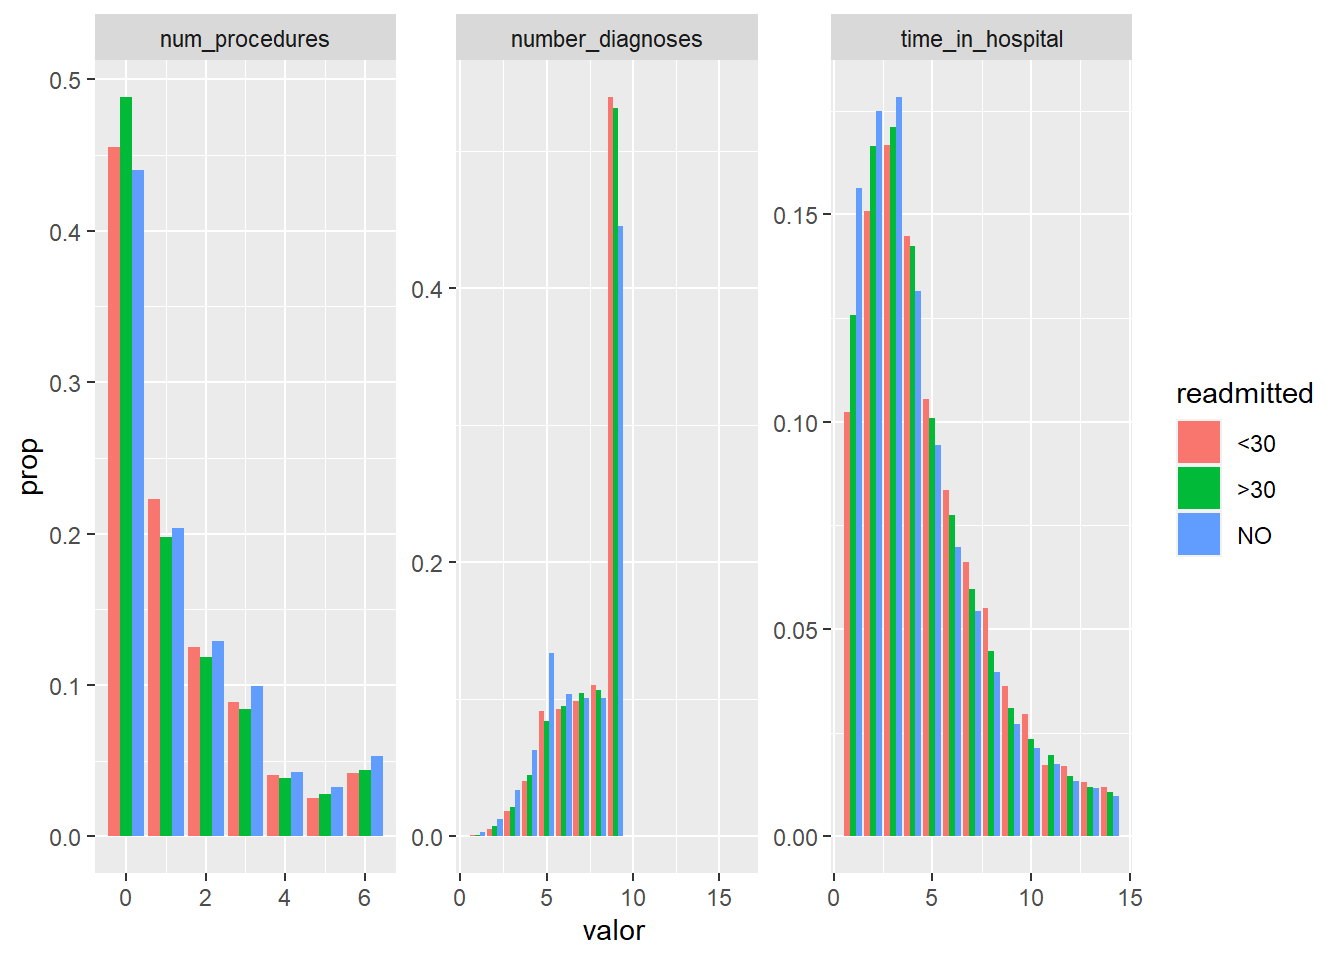 num_procedures
number_diagnoses
time_in_hospital
prop
0.5
0.4
0.3
0.2
0.1
0.0
0.4
0.2
0.0
0.15
0.10
0.05
0.00
0 2 4 6
0 5 10 15
0 5 10 15
valor
readmitted
<30
>30
NO